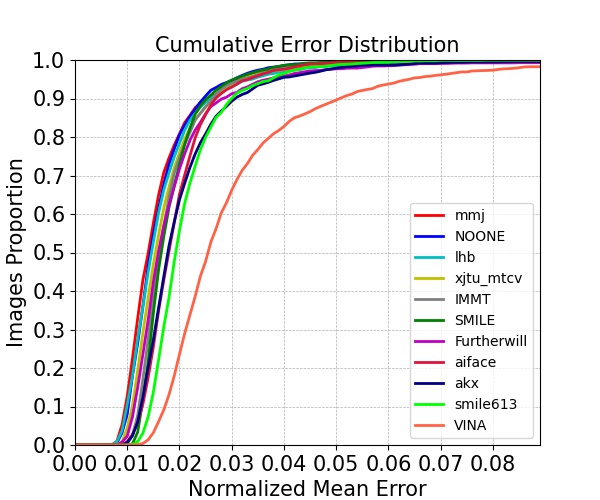 Cumulative Error Distribution
Images Proportion
1.0
0.9
0.8
0.7
0.6
0.5
0.4
0.3
0.2
0.1
0.0
mmj
NOONE
lhb
xjtu_mtcv
IMMT
SMILE
Furtherwill
aiface
akx
smile613
VINA
0.00 0.01 0.02 0.03 0.04 0.05 0.06 0.07 0.08
Normalized Mean Error